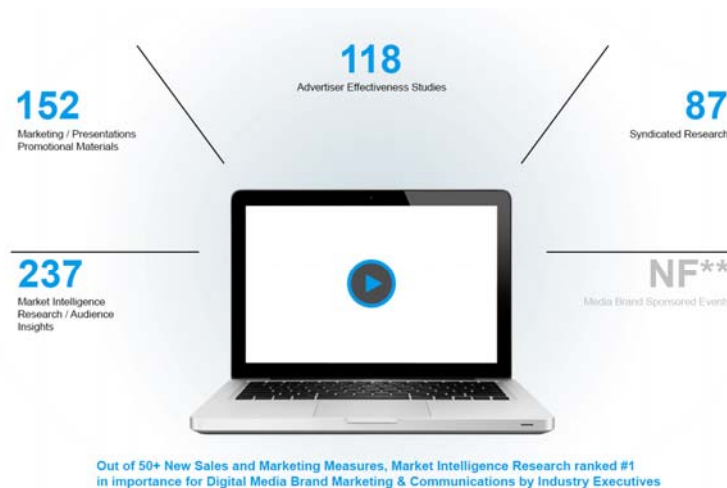 118
Advertiser Effectiveness Studies
152
Marketing / Presentations
Promotional Materials
87
Syndicated Research
237
Market Intelligence
Research / Audience
Insights
NF**
Media Brand Sponsored Event
Out of 50+ New Sales and Marketing Measures, Market Intelligence Research ranked #1
in importance for Digital Media Brand Marketing & Communications by Industry Executives